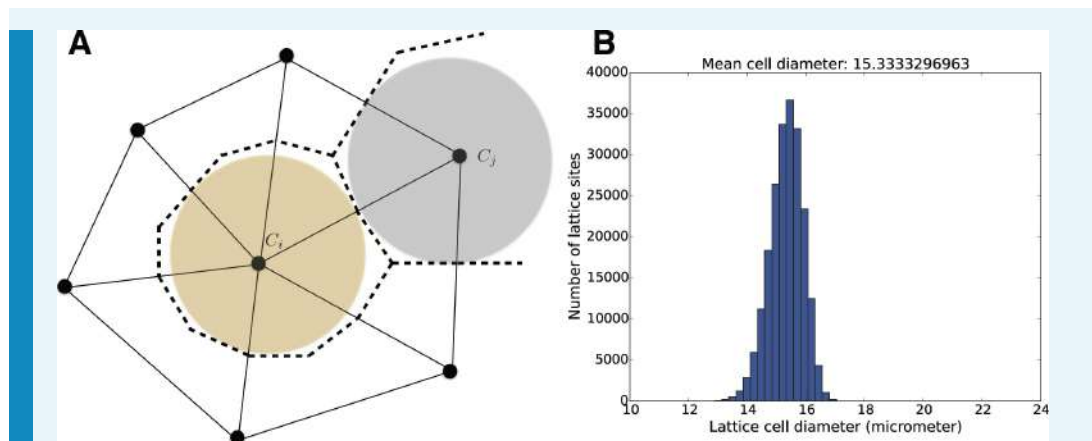 A
B
C_j
C_i
Mean cell diameter: 15.3333296963
Number of lattice sites
40000
35000
30000
25000
20000
15000
10000
5000
0
10 12 14 16 18 20 22 24
Lattice cell diameter (micrometer)